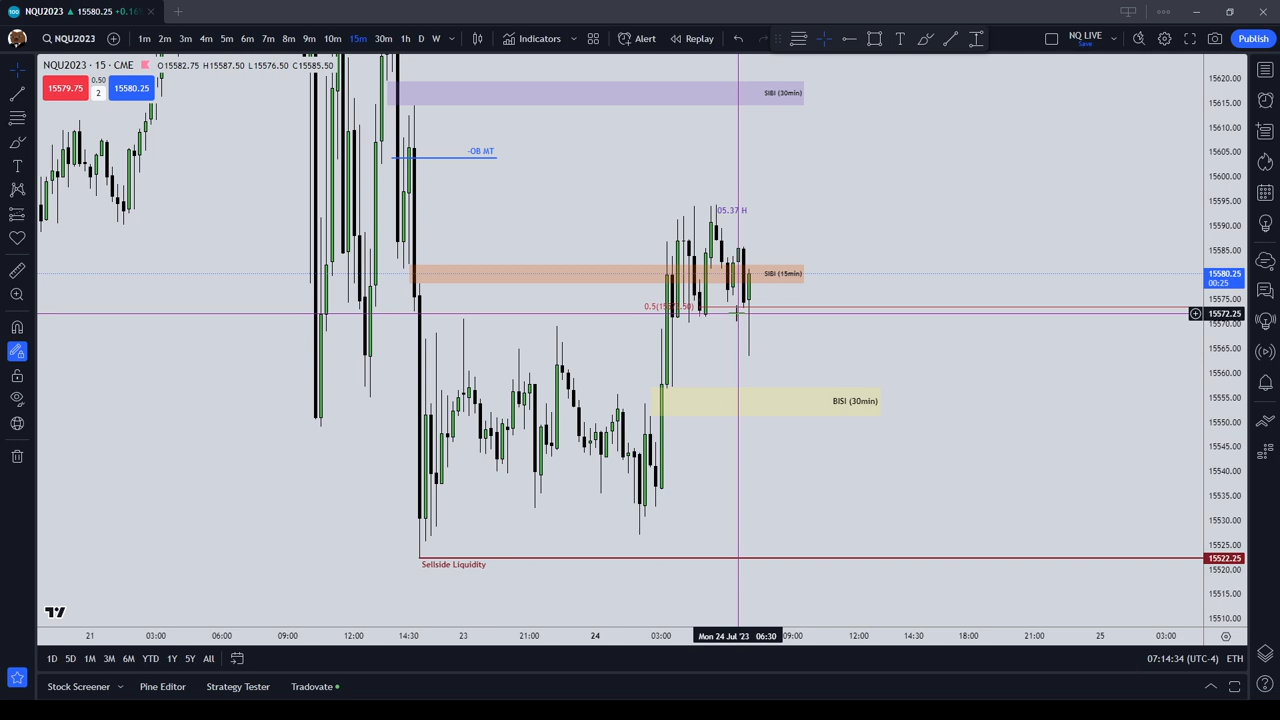 NQU2023 ▲ 15580.25 +0.16
NQU2023
1m 2m 3m 4m 5m 6m 7m 8m 9m 10m 15m 30m 1h D W
Indicators
Alert
Replay
NQ LIVE
Save
Publish
NQU2023 · 15 · CME
O15582.75 H15587.50 L15576.50 C15585.50
15579.75
0.50
2
15580.25
SIBI (30min)
-OB MT
05.37 H
SIBI (15min)
BISI (30min)
Sellside Liquidity
15620.00
15615.00
15610.00
15605.00
15600.00
15595.00
15590.00
15585.00
15580.25
00:25
15575.00
15572.25
15570.00
15565.00
15560.00
15555.00
15550.00
15545.00
15540.00
15535.00
15530.00
15525.00
15522.25
15520.00
15515.00
15510.00
21 03:00 06:00 09:00 12:00 14:30 23 21:00 24 03:00 Mon 24 Jul '23 06:30 09:00 12:00 14:30 18:00 21:00 25 03:00
1D 5D 1M 3M 6M YTD 1Y 5Y All
07:14:34 (UTC-4) ETH
Stock Screener
Pine Editor
Strategy Tester
Tradovate